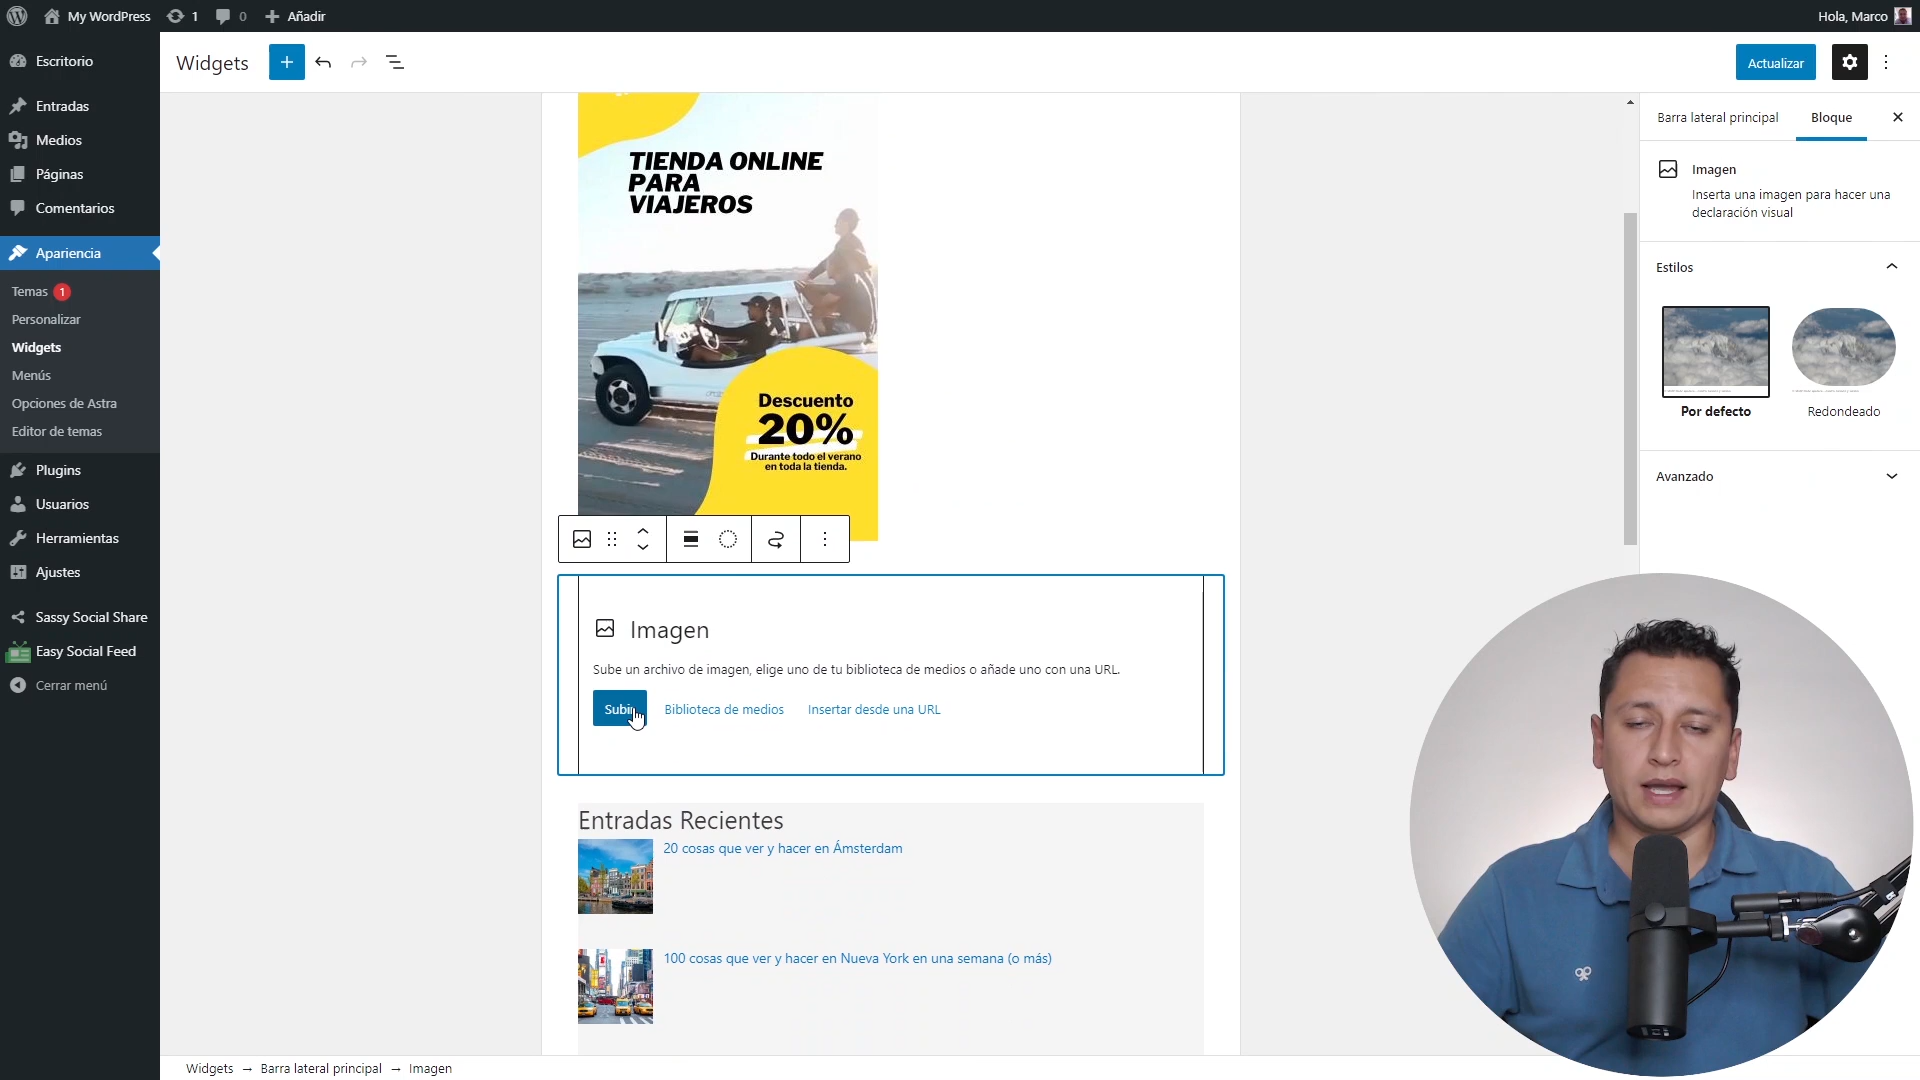 My WordPress
1
0
Añadir
Hola, Marco
Escritorio
Entradas
Medios
Páginas
Comentarios
Apariencia
Temas 1
Personalizar
Widgets
Menús
Opciones de Astra
Editor de temas
Plugins
Usuarios
Herramientas
Ajustes
Sassy Social Share
Easy Social Feed
Cerrar menú
Widgets
Actualizar
TIENDA ONLINE
PARA
VIAJEROS
Descuento
20%
Durante todo el verano
en toda la tienda.
Imagen
Sube un archivo de imagen, elige uno de tu biblioteca de medios o añade uno con una URL.
Subir
Biblioteca de medios
Insertar desde una URL
Entradas Recientes
20 cosas que ver y hacer en Ámsterdam
100 cosas que ver y hacer en Nueva York en una semana (o más)
Barra lateral principal
Bloque
Imagen
Inserta una imagen para hacer una
declaración visual
Estilos
Por defecto
Redondeado
Avanzado
Widgets → Barra lateral principal → Imagen